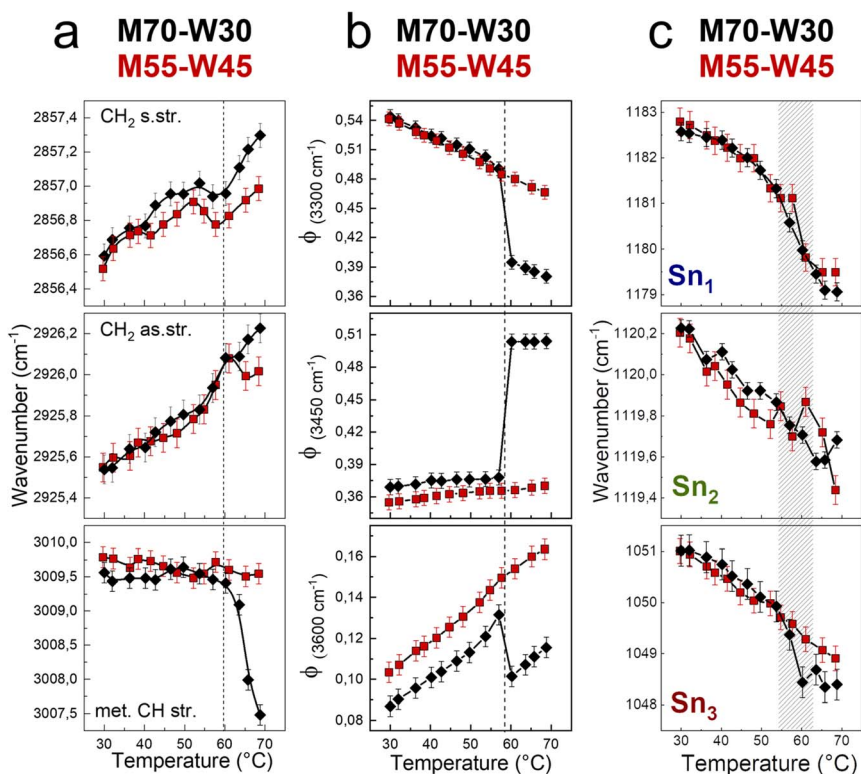 a
M70-W30
M55-W45
b
M70-W30
M55-W45
c
M70-W30
M55-W45
Wavenumber (cm⁻¹)
CH₂ s.str.
2857,4
2857,2
2857,0
2856,8
2856,6
2856,4
CH₂ as.str.
2926,2
2926,0
2925,8
2925,6
2925,4
met. CH str.
3010,0
3009,5
3009,0
3008,5
3008,0
3007,5
30 40 50 60 70
Temperature (°C)
ϕ (3300 cm⁻¹)
0,54
0,51
0,48
0,45
0,42
0,39
0,36
ϕ (3450 cm⁻¹)
0,51
0,48
0,45
0,42
0,39
0,36
ϕ (3600 cm⁻¹)
0,16
0,14
0,12
0,10
0,08
30 40 50 60 70
Temperature (°C)
Wavenumber (cm⁻¹)
1183
1182
1181
1180
1179
Sn₁
1120,2
1120,0
1119,8
1119,6
1119,4
Sn₂
1051
1050
1049
1048
Sn₃
30 40 50 60 70
Temperature (°C)